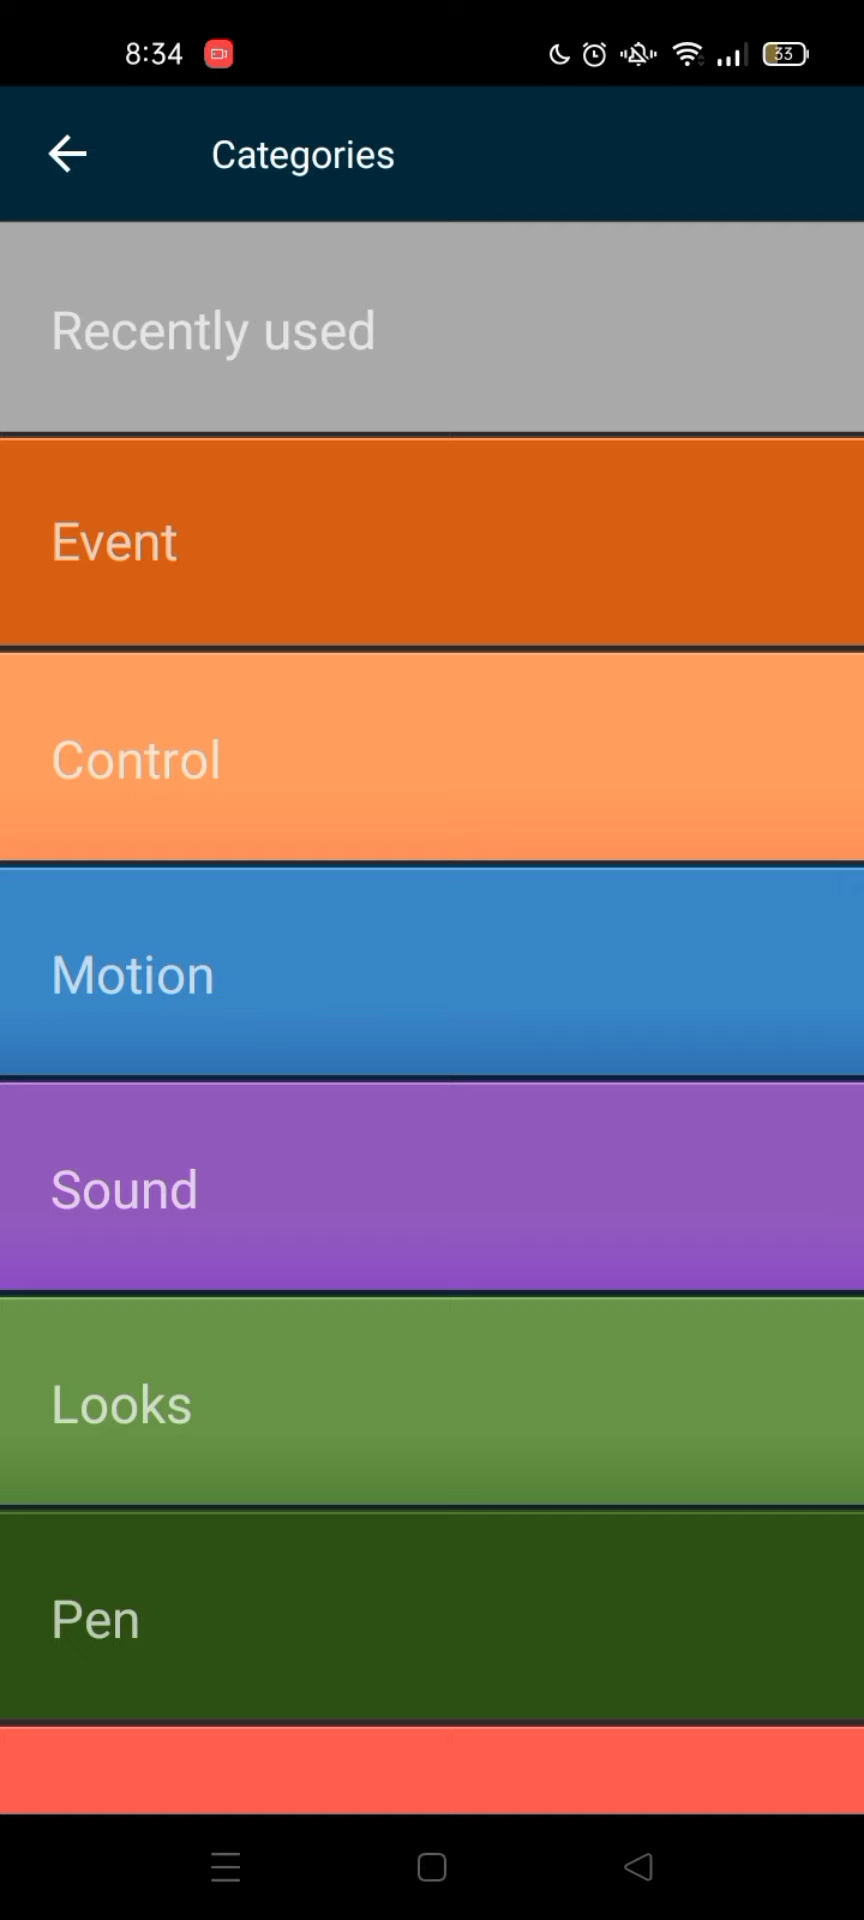 8:34
33
Categories
Recently used
Event
Control
Motion
Sound
Looks
Pen